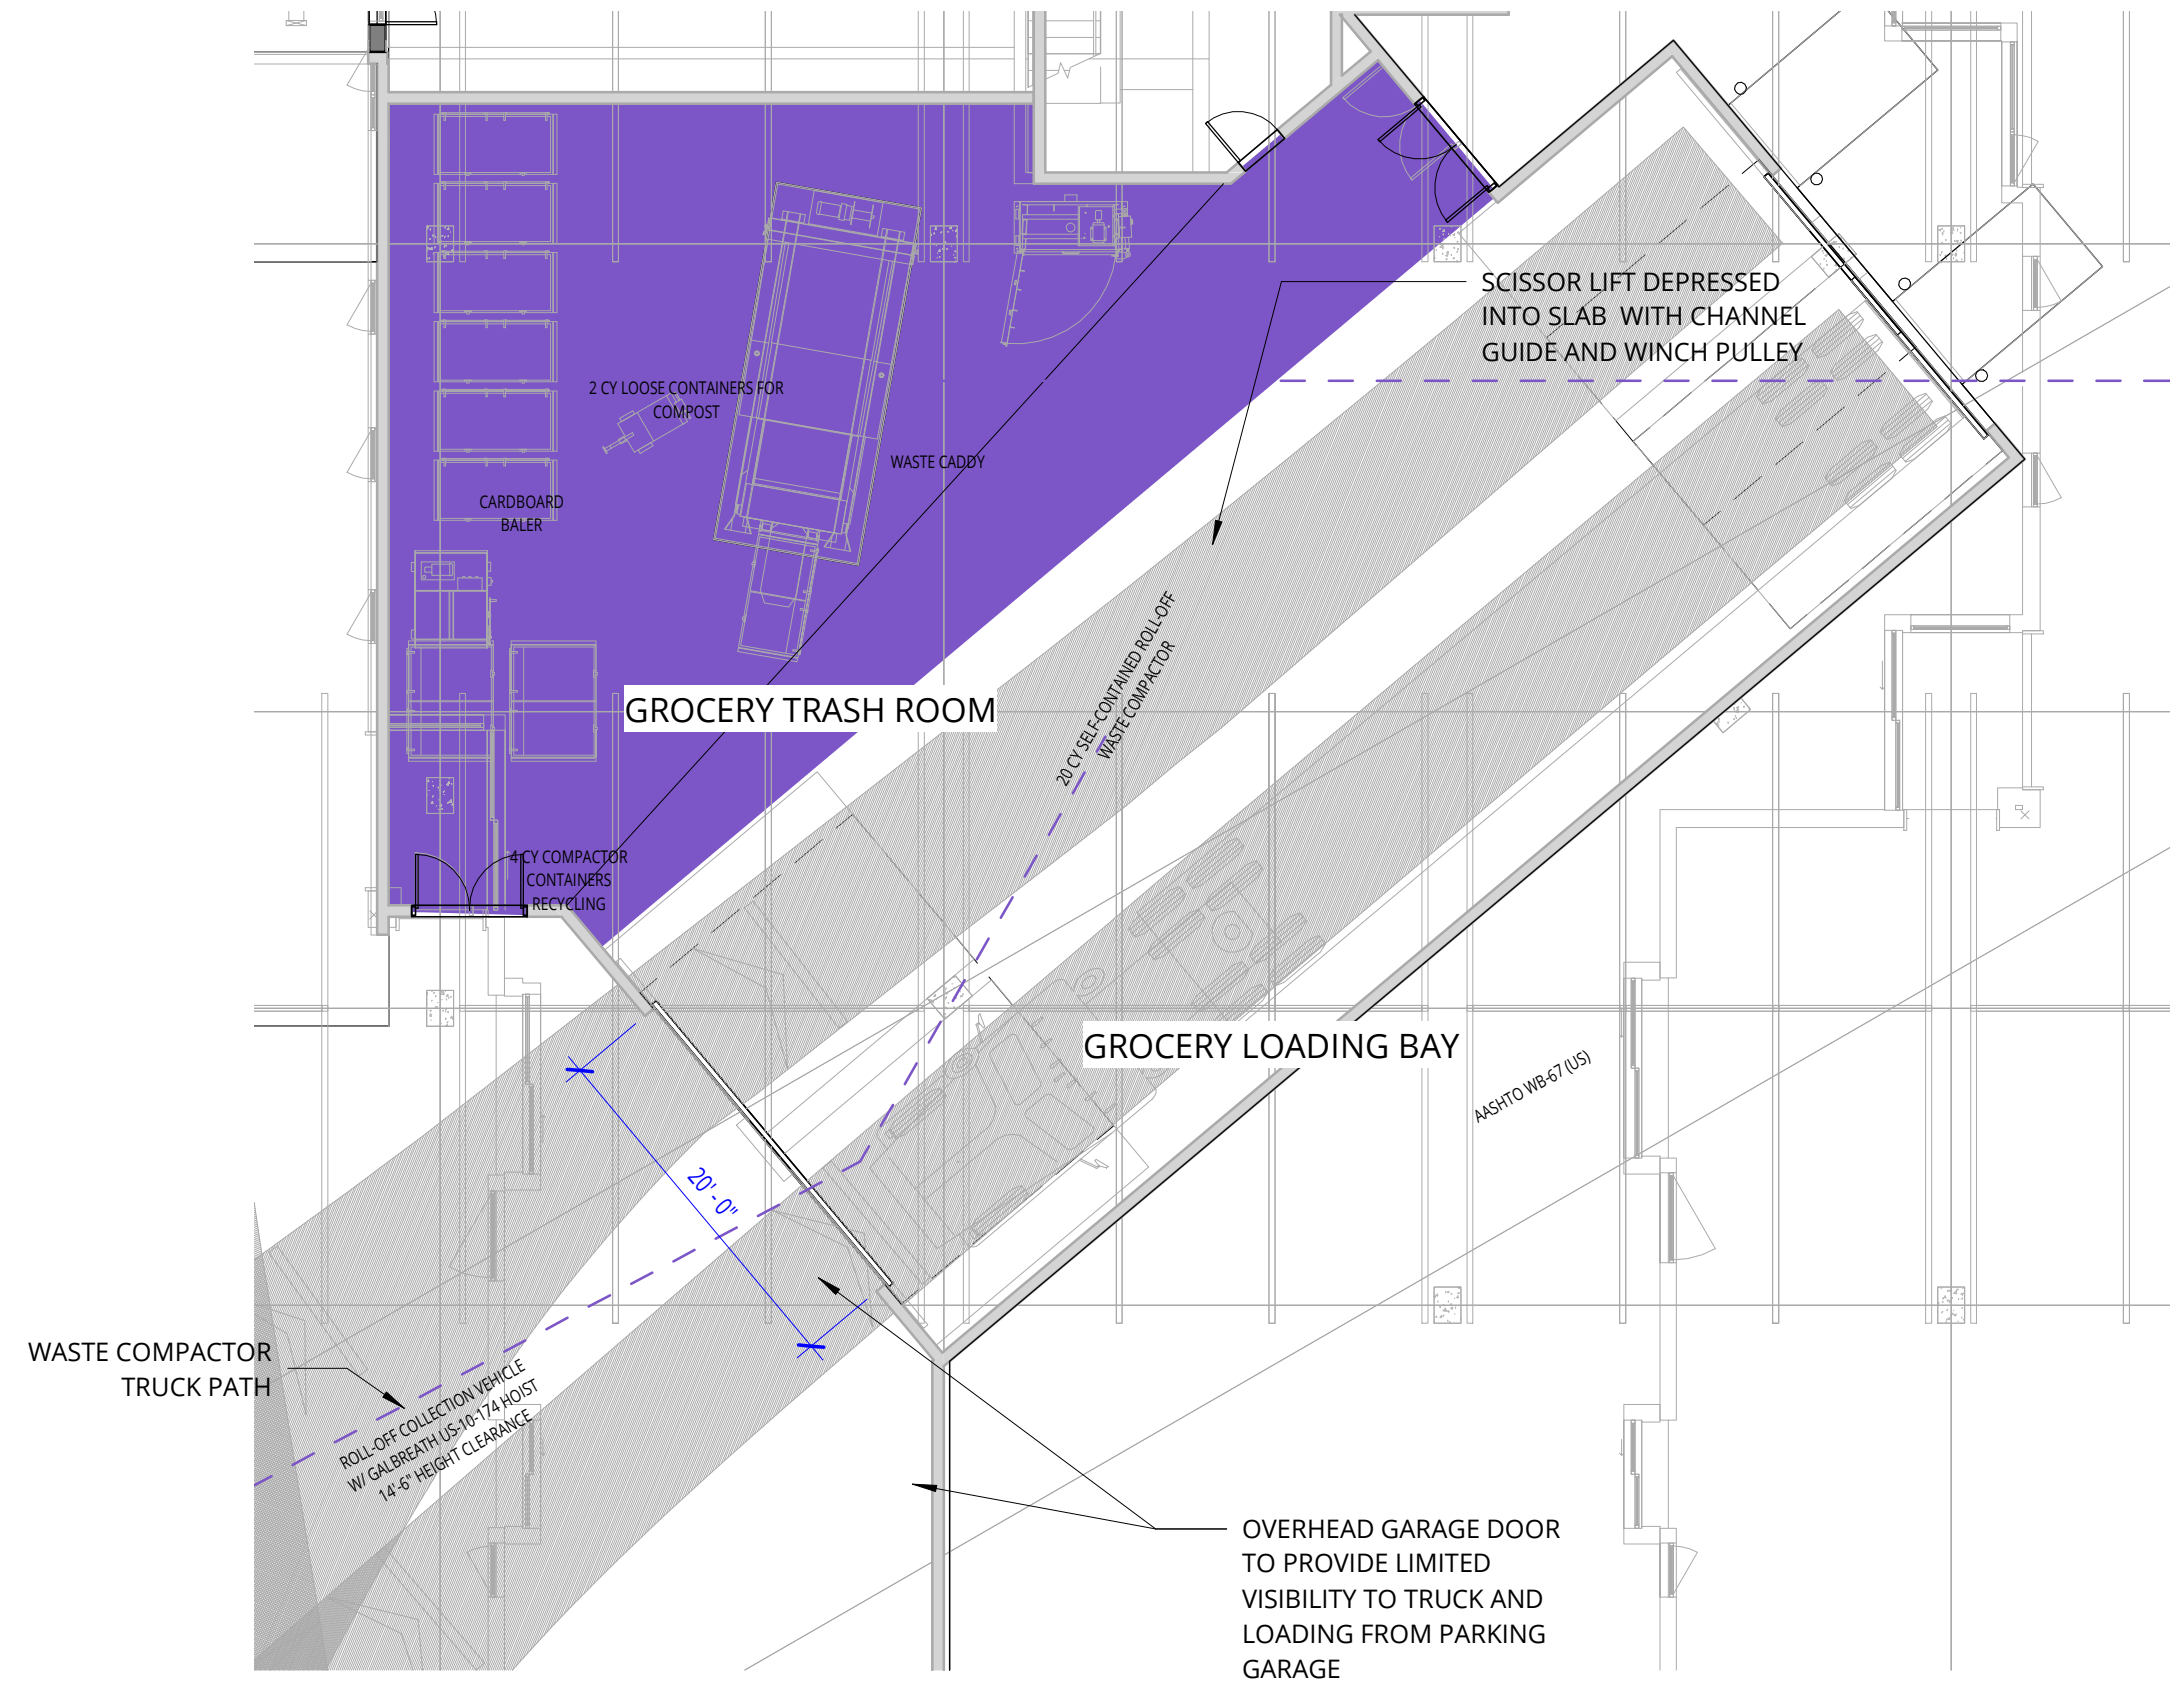 SCISSOR LIFT DEPRESSED
INTO SLAB WITH CHANNEL
GUIDE AND WINCH PULLEY
2 CY LOOSE CONTAINERS FOR
COMPOST
WASTE CADDY
CARDBOARD
BALER
20 CY SELF-CONTAINED ROLL-OFF
WASTE COMPACTOR
GROCERY TRASH ROOM
4 CY COMPACTOR
CONTAINERS
RECYCLING
GROCERY LOADING BAY
AASHTO WB-67 (US)
20' - 0"
WASTE COMPACTOR
TRUCK PATH
ROLL-OFF COLLECTION VEHICLE
W/ GALBREATH US-10-174 HOIST
14'-6" HEIGHT CLEARANCE
OVERHEAD GARAGE DOOR
TO PROVIDE LIMITED
VISIBILITY TO TRUCK AND
LOADING FROM PARKING
GARAGE